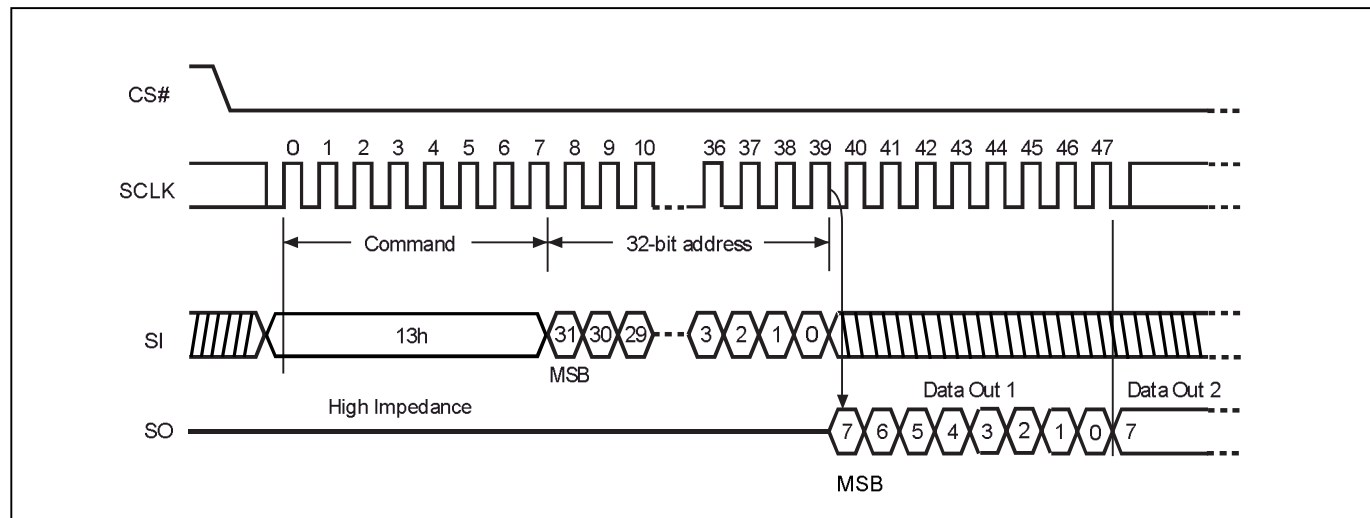 CS#
0 1 2 3 4 5 6 7 8 9 10 36 37 38 39 40 41 42 43 44 45 46 47
SCLK
Command 32-bit address
SI 13h 31 30 29 3 2 1 0
MSB
High Impedance Data Out 1 Data Out 2
SO 7 6 5 4 3 2 1 0 7
MSB